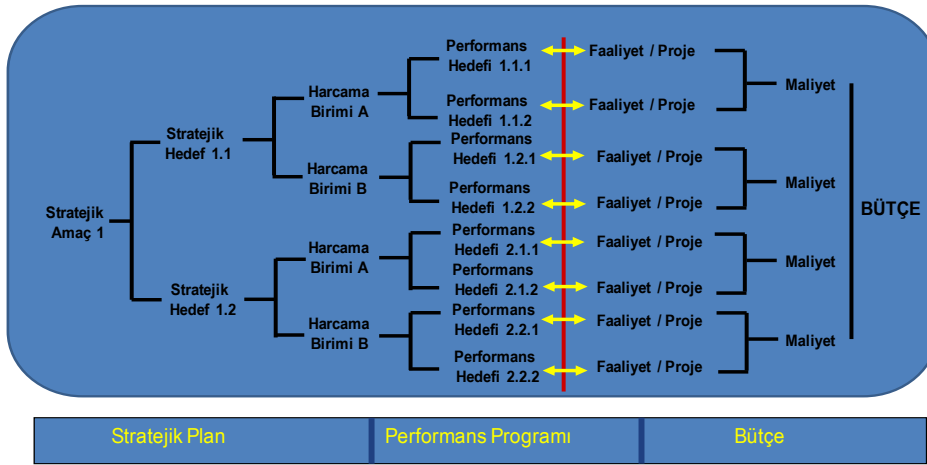 Stratejik
Amaç 1
Stratejik
Hedef 1.1
Harcama
Birimi A
Performans
Hedefi 1.1.1
Faaliyet / Proje
Performans
Hedefi 1.1.2
Faaliyet / Proje
Maliyet
Harcama
Birimi B
Performans
Hedefi 1.2.1
Faaliyet / Proje
Performans
Hedefi 1.2.2
Faaliyet / Proje
Maliyet
Stratejik
Hedef 1.2
Harcama
Birimi A
Performans
Hedefi 2.1.1
Faaliyet / Proje
Performans
Hedefi 2.1.2
Faaliyet / Proje
Maliyet
Harcama
Birimi B
Performans
Hedefi 2.2.1
Faaliyet / Proje
Performans
Hedefi 2.2.2
Faaliyet / Proje
Maliyet
BÜTÇE
Stratejik Plan
Performans Programı
Bütçe